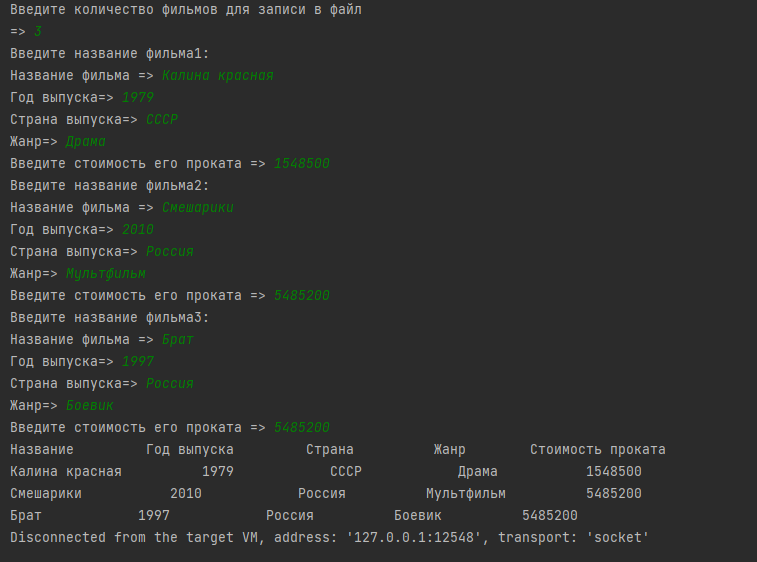 Введите количество фильмов для записи в файл
=> 3
Введите название фильма1:
Название фильма => Калина красная
Год выпуска=> 1979
Страна выпуска=> СССР
Жанр=> Драма
Введите стоимость его проката => 1548500
Введите название фильма2:
Название фильма => Смешарики
Год выпуска=> 2010
Страна выпуска=> Россия
Жанр=> Мультфильм
Введите стоимость его проката => 5485200
Введите название фильма3:
Название фильма => Брат
Год выпуска=> 1997
Страна выпуска=> Россия
Жанр=> Боевик
Введите стоимость его проката => 5485200
Название         Год выпуска         Страна          Жанр        Стоимость проката
Калина красная          1979            СССР            Драма           1548500
Смешарики           2010            Россия          Мультфильм          5485200
Брат            1997            Россия          Боевик          5485200
Disconnected from the target VM, address: '127.0.0.1:12548', transport: 'socket'